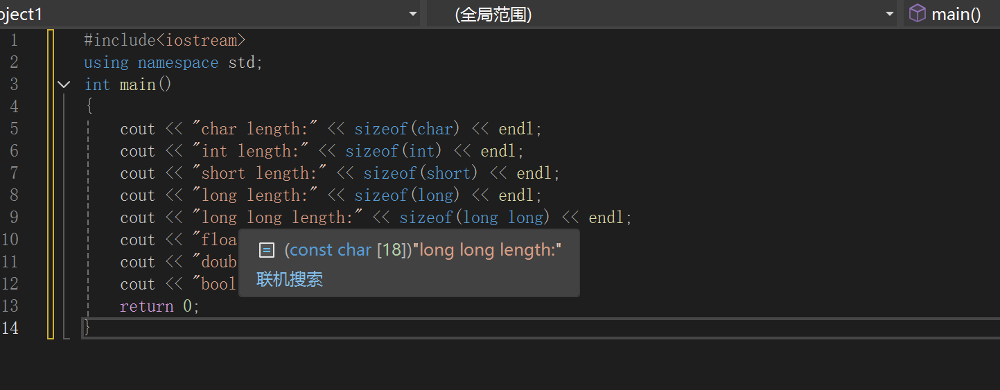 oject1 (全局范围) main()
1 #include<iostream>
2 using namespace std;
3 int main()
4 {
5 cout << "char length:" << sizeof(char) << endl;
6 cout << "int length:" << sizeof(int) << endl;
7 cout << "short length:" << sizeof(short) << endl;
8 cout << "long length:" << sizeof(long) << endl;
9 cout << "long long length:" << sizeof(long long) << endl;
10 cout << "floa
(const char [18])"long long length:"
11 cout << "doub
联机搜索
12 cout << "bool
13 return 0;
14 }